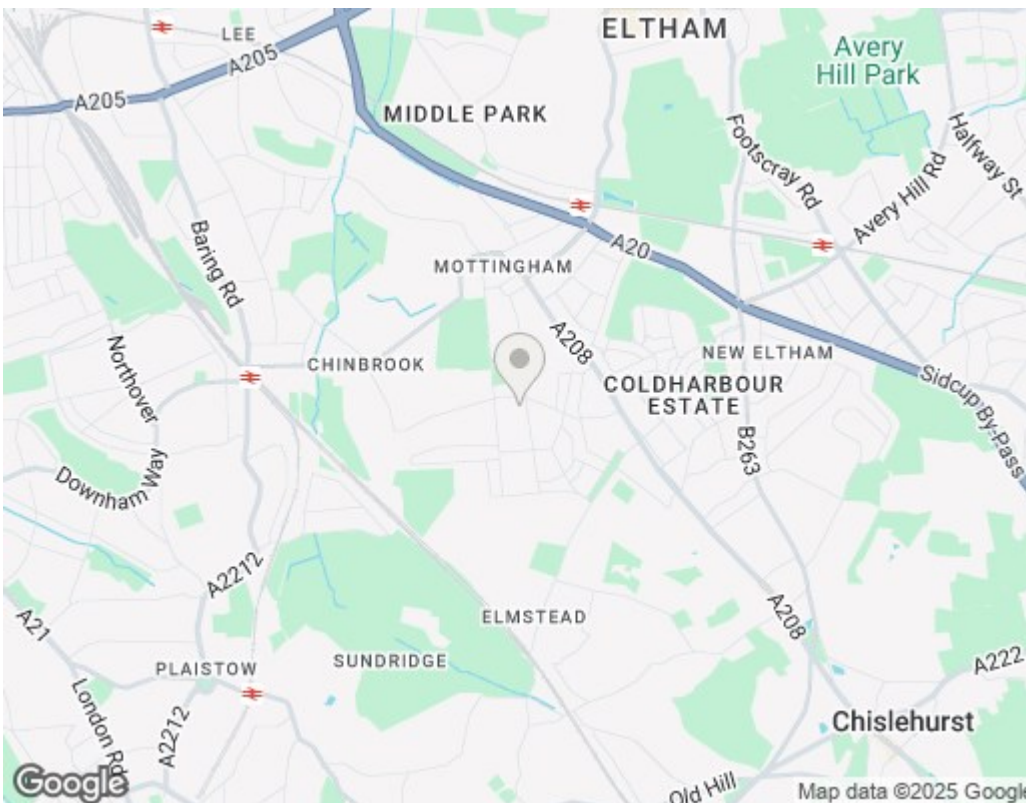 ELTHAM
LEE
A205
A205
Avery
Hill Park
MIDDLE PARK
Footscray Rd
Halfway St
Avery Hill Rd
Baring Rd
A20
MOTTINGHAM
A208
Northover
CHINBROOK
NEW ELTHAM
COLDHARBOUR
ESTATE
Sidcup By-Pass
B263
Downham Way
A2212
A21
ELMSTEAD
A208
PLAISTOW
SUNDRIDGE
A222
London Rd
A2212
Chislehurst
Old Hill
Google
Map data ©2025 Google